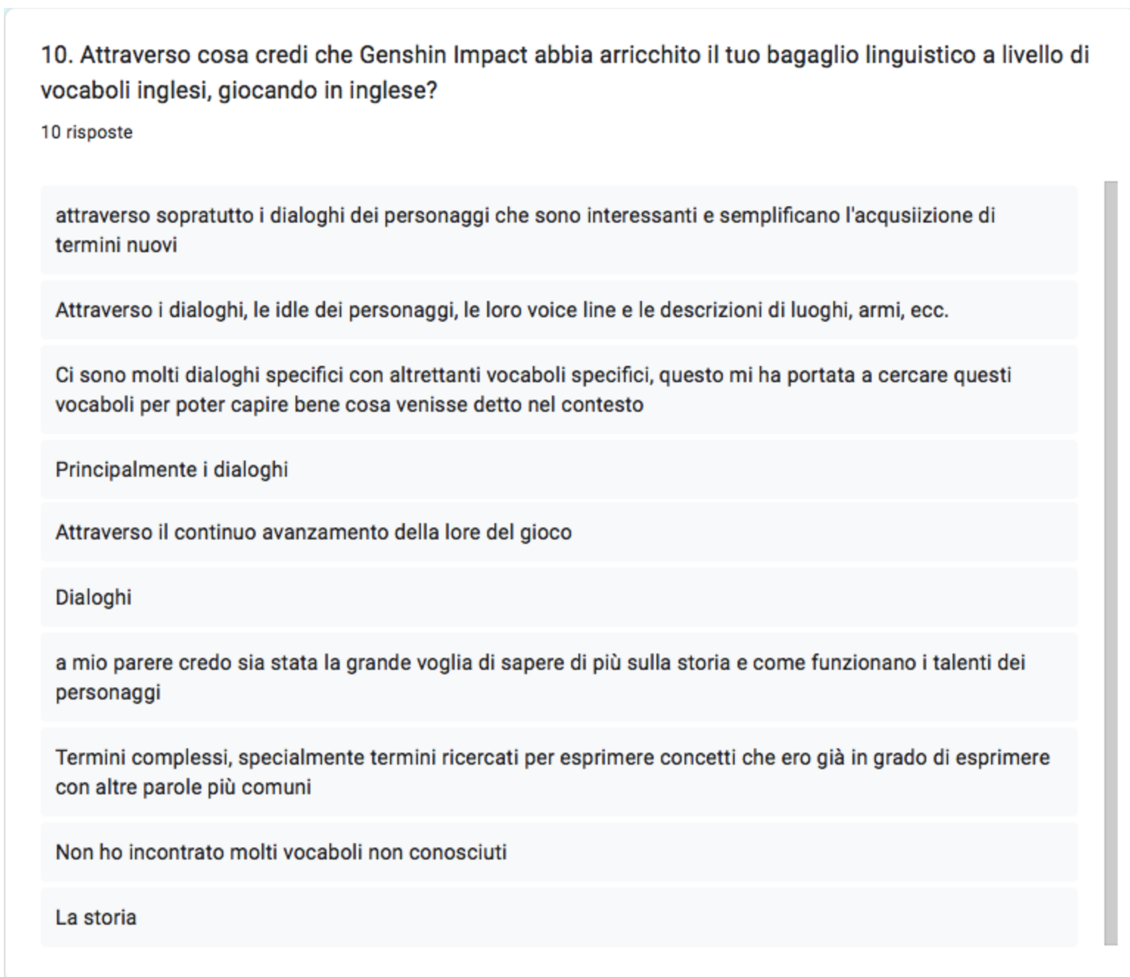 10. Attraverso cosa credi che Genshin Impact abbia arricchito il tuo bagaglio linguistico a livello di
vocaboli inglesi, giocando in inglese?
10 risposte
attraverso sopratutto i dialoghi dei personaggi che sono interessanti e semplificano l'acqusiizione di
termini nuovi
Attraverso i dialoghi, le idle dei personaggi, le loro voice line e le descrizioni di luoghi, armi, ecc.
Ci sono molti dialoghi specifici con altrettanti vocaboli specifici, questo mi ha portata a cercare questi
vocaboli per poter capire bene cosa venisse detto nel contesto
Principalmente i dialoghi
Attraverso il continuo avanzamento della lore del gioco
Dialoghi
a mio parere credo sia stata la grande voglia di sapere di più sulla storia e come funzionano i talenti dei
personaggi
Termini complessi, specialmente termini ricercati per esprimere concetti che ero già in grado di esprimere
con altre parole più comuni
Non ho incontrato molti vocaboli non conosciuti
La storia